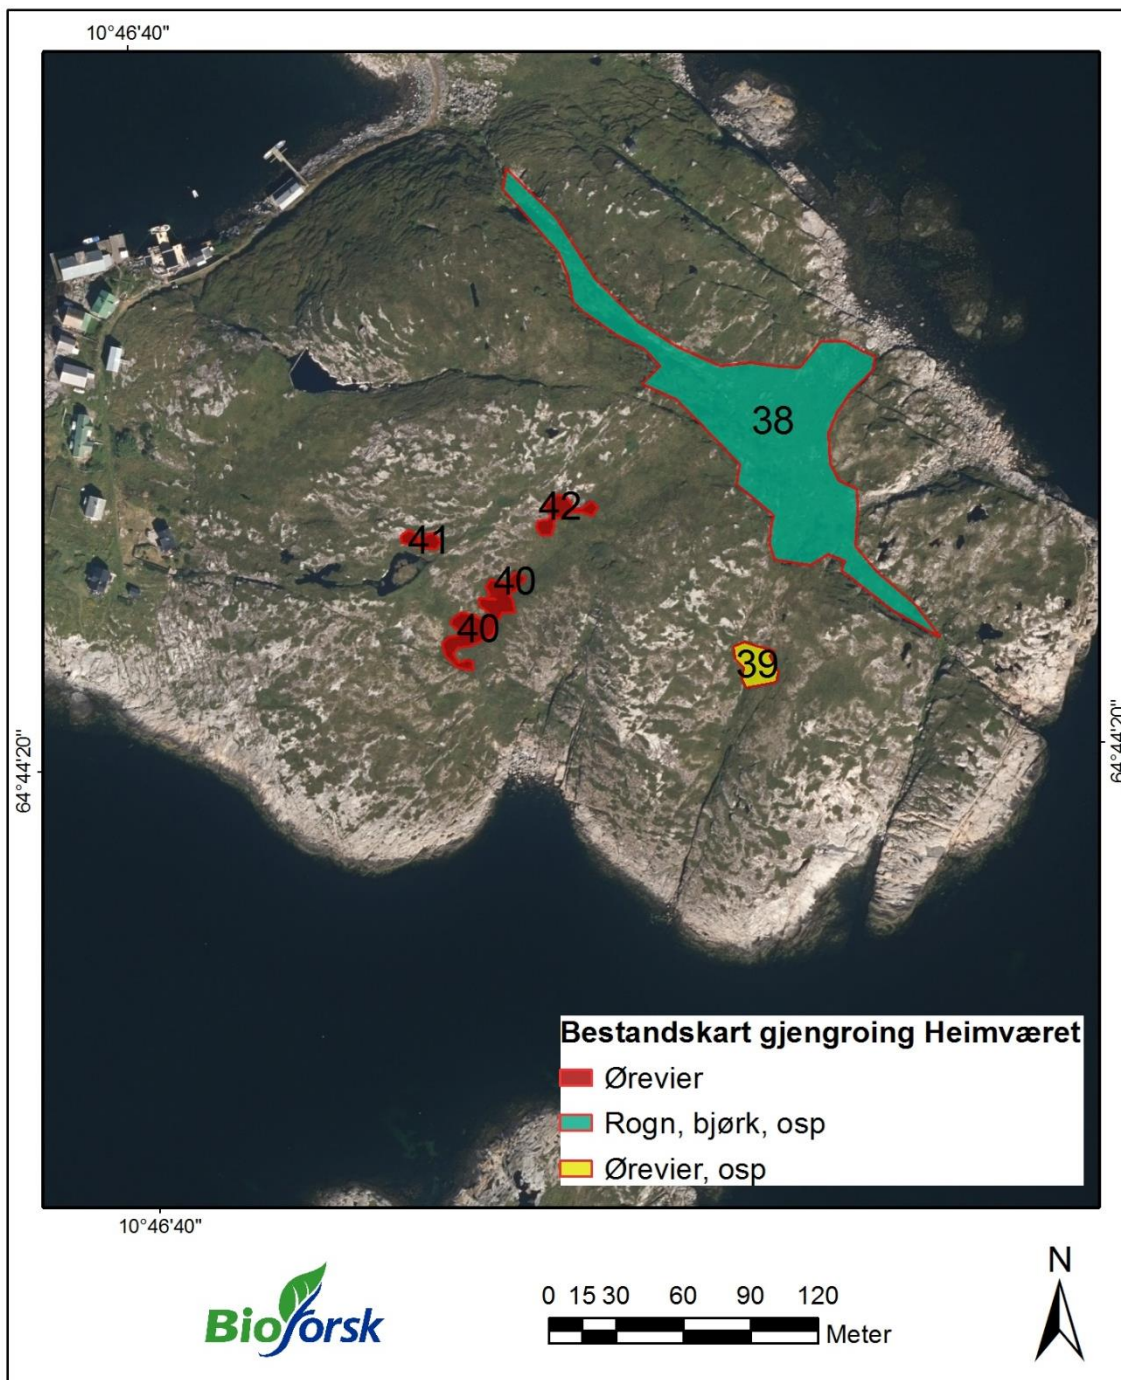 10°46'40"
38
42
41
40
40
39
64°44'20"
64°44'20"
Bestandskart gjengroing Heimværet
Ørevier
Rogn, bjørk, osp
Ørevier, osp
10°46'40"
Bioforsk
0 15 30 60 90 120
Meter
N